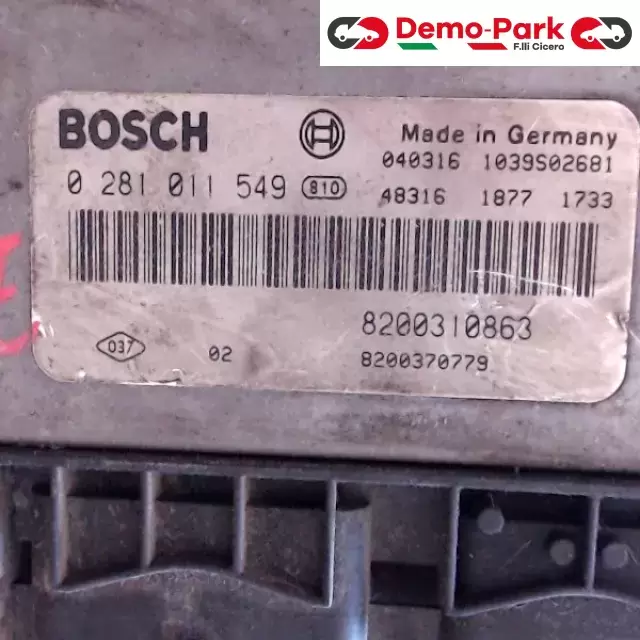 Demo-Park
F.lli Cicero
BOSCH
Made in Germany
040316 1039S02681
0 281 011 549 810
48316 1877 1733
8200310863
037 02
8200370779